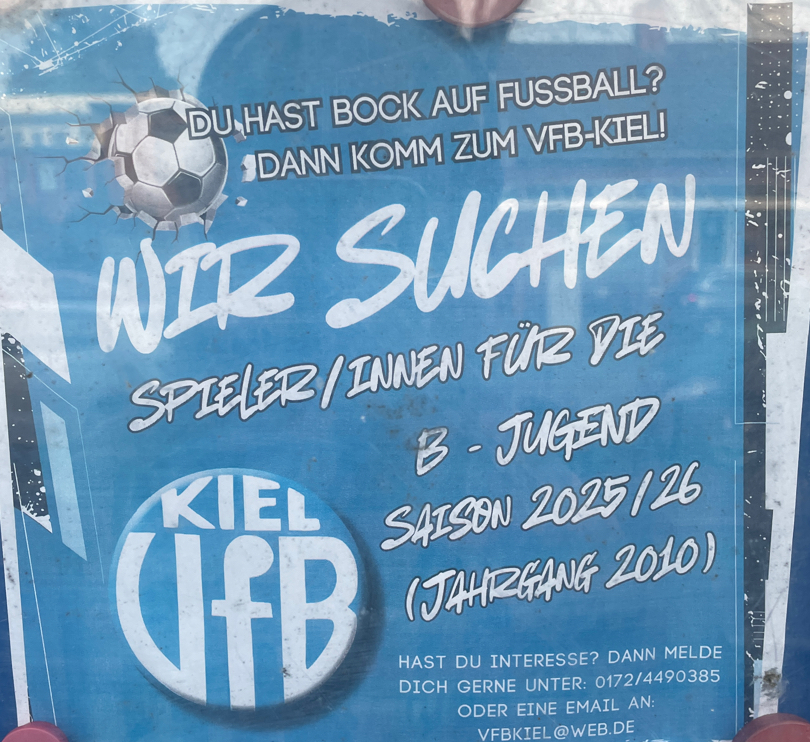 DU HAST BOCK AUF FUSSBALL?
DANN KOMM ZUM VFB-KIEL!
WIR SUCHEN
SPIELER/INNEN FÜR DIE
B - JUGEND
SAISON 2025/26
(JAHRGANG 2010)
KIEL
VfB
HAST DU INTERESSE? DANN MELDE
DICH GERNE UNTER: 0172/4490385
ODER EINE EMAIL AN:
VFBKIEL@WEB.DE